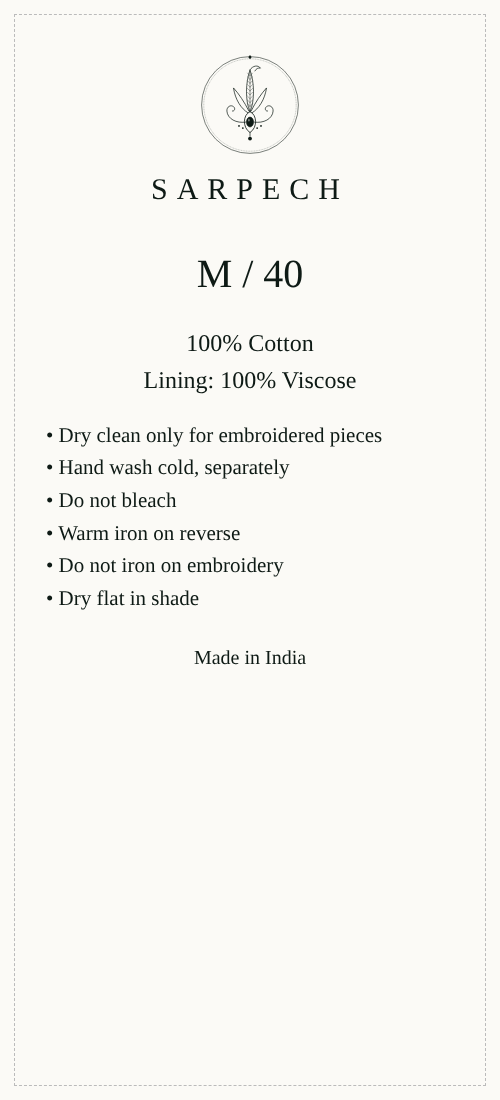 SARPECH
M / 40
100% Cotton
Lining: 100% Viscose
• Dry clean only for embroidered pieces
• Hand wash cold, separately
• Do not bleach
• Warm iron on reverse
• Do not iron on embroidery
• Dry flat in shade
Made in India